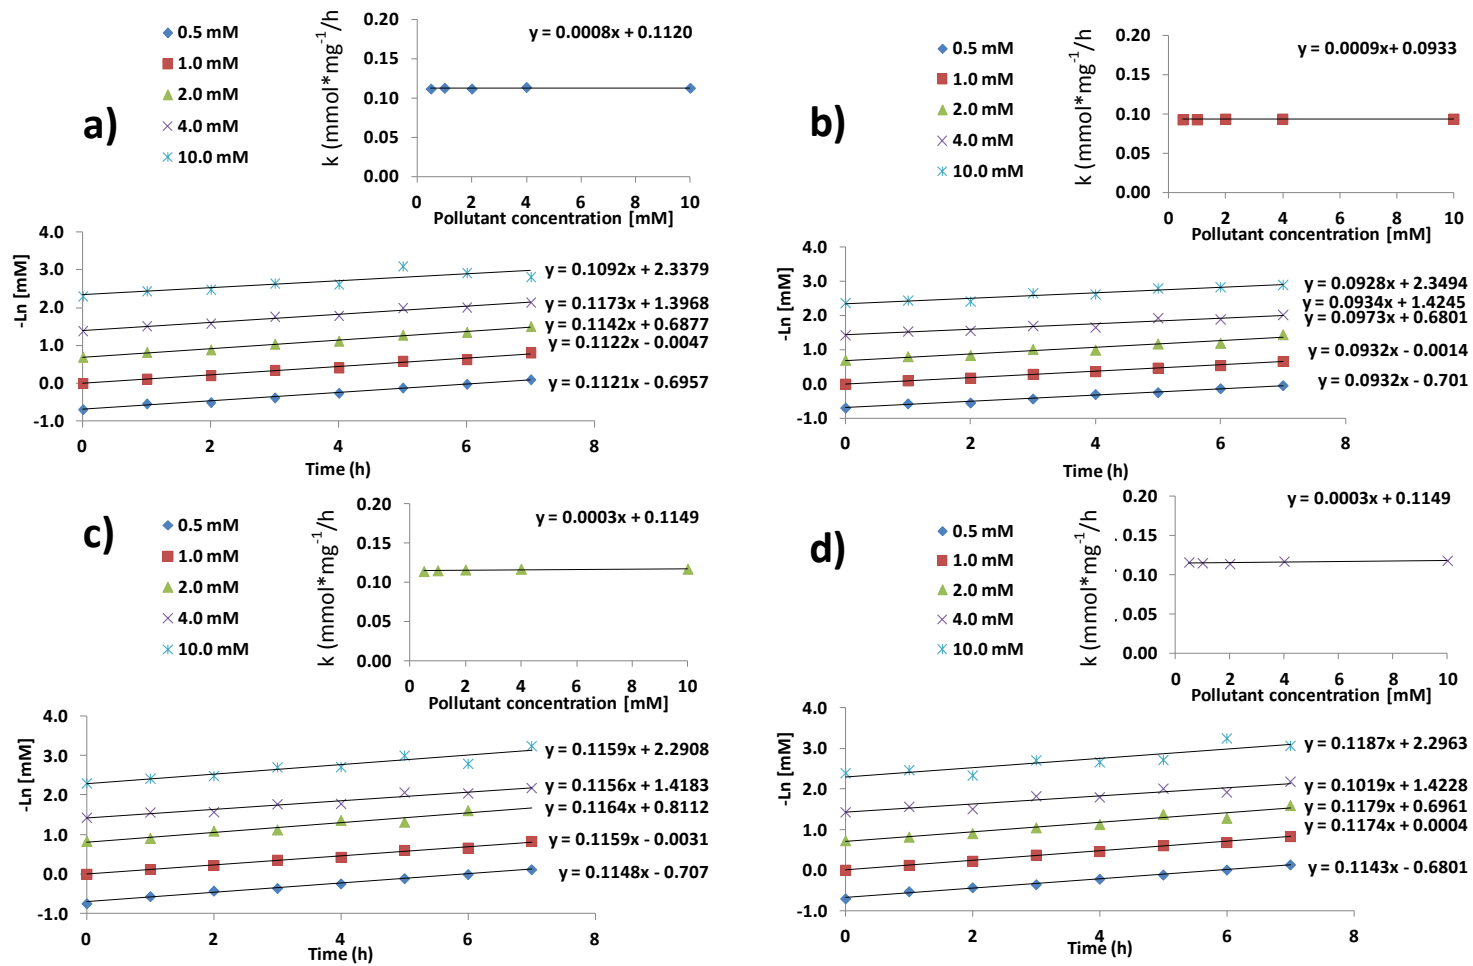 a)
0.5 mM
1.0 mM
2.0 mM
4.0 mM
10.0 mM
k (mmol*mg-1/h
0.20
0.15
0.10
0.05
0.00
y = 0.0008x + 0.1120
0 2 4 6 8 10
Pollutant concentration [mM]
-Ln [mM]
4.0
3.0
2.0
1.0
0.0
-1.0
y = 0.1092x + 2.3379
y = 0.1173x + 1.3968
y = 0.1142x + 0.6877
y = 0.1122x - 0.0047
y = 0.1121x - 0.6957
0 2 4 6 8
Time (h)
b)
0.5 mM
1.0 mM
2.0 mM
4.0 mM
10.0 mM
k (mmol*mg-1/h
0.20
0.15
0.10
0.05
0.00
y = 0.0009x+ 0.0933
0 2 4 6 8 10
Pollutant concentration [mM]
-Ln [mM]
4.0
3.0
2.0
1.0
0.0
-1.0
y = 0.0928x + 2.3494
y = 0.0934x + 1.4245
y = 0.0973x + 0.6801
y = 0.0932x - 0.0014
y = 0.0932x - 0.701
0 2 4 6 8
Time (h)
c)
0.5 mM
1.0 mM
2.0 mM
4.0 mM
10.0 mM
k (mmol*mg-1/h
0.20
0.15
0.10
0.05
0.00
y = 0.0003x + 0.1149
0 2 4 6 8 10
Pollutant concentration [mM]
-Ln [mM]
4.0
3.0
2.0
1.0
0.0
-1.0
y = 0.1159x + 2.2908
y = 0.1156x + 1.4183
y = 0.1164x + 0.8112
y = 0.1159x - 0.0031
y = 0.1148x - 0.707
0 2 4 6 8
Time (h)
d)
0.5 mM
1.0 mM
2.0 mM
4.0 mM
10.0 mM
k (mmol*mg-1/h
0.20
0.15
0.10
0.05
0.00
y = 0.0003x + 0.1149
0 2 4 6 8 10
Pollutant concentration [mM]
-Ln [mM]
4.0
3.0
2.0
1.0
0.0
-1.0
y = 0.1187x + 2.2963
y = 0.1019x + 1.4228
y = 0.1179x + 0.6961
y = 0.1174x + 0.0004
y = 0.1143x - 0.6801
0 2 4 6 8
Time (h)